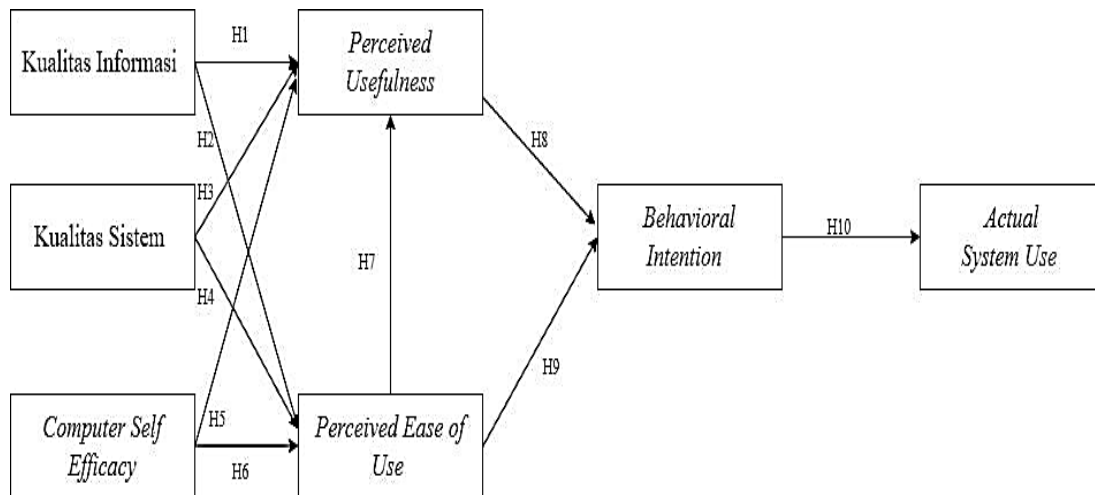 Kualitas Informasi
H1
Perceived
Usefulness
H2
H8
H3
Kualitas Sistem
Behavioral
Intention
H10
Actual
System Use
H7
H4
H9
H5
Computer Self
Efficacy
H6
Perceived Ease of
Use